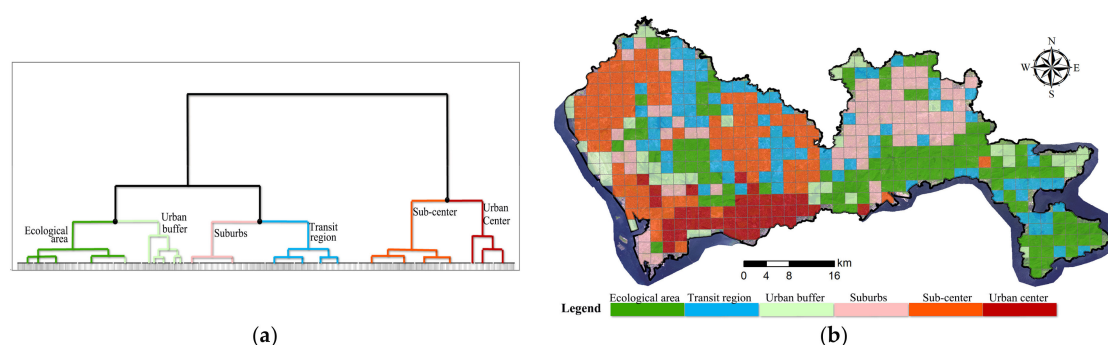 Ecological
area
Urban
buffer
Suburbs
Transit
region
Sub-center
Urban
Center
(a)
N
W E
S
km
0 4 8 16
Legend
Ecological area Transit region Urban buffer Suburbs Sub-center Urban center
(b)